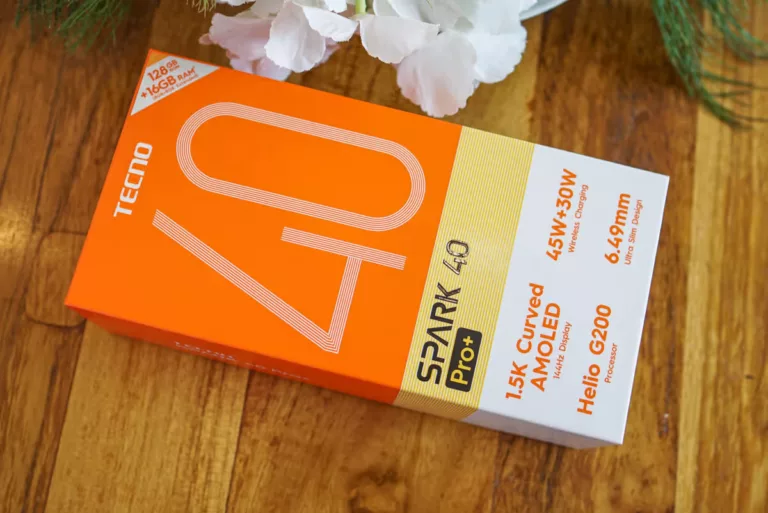 128GB
+16GB RAM*
TECNO
40
SPARK 40
Pro+
1.5K Curved
AMOLED
144Hz Display
45W+30W
Wireless Charging
Helio G200
Processor
6.49mm
Ultra Slim Design